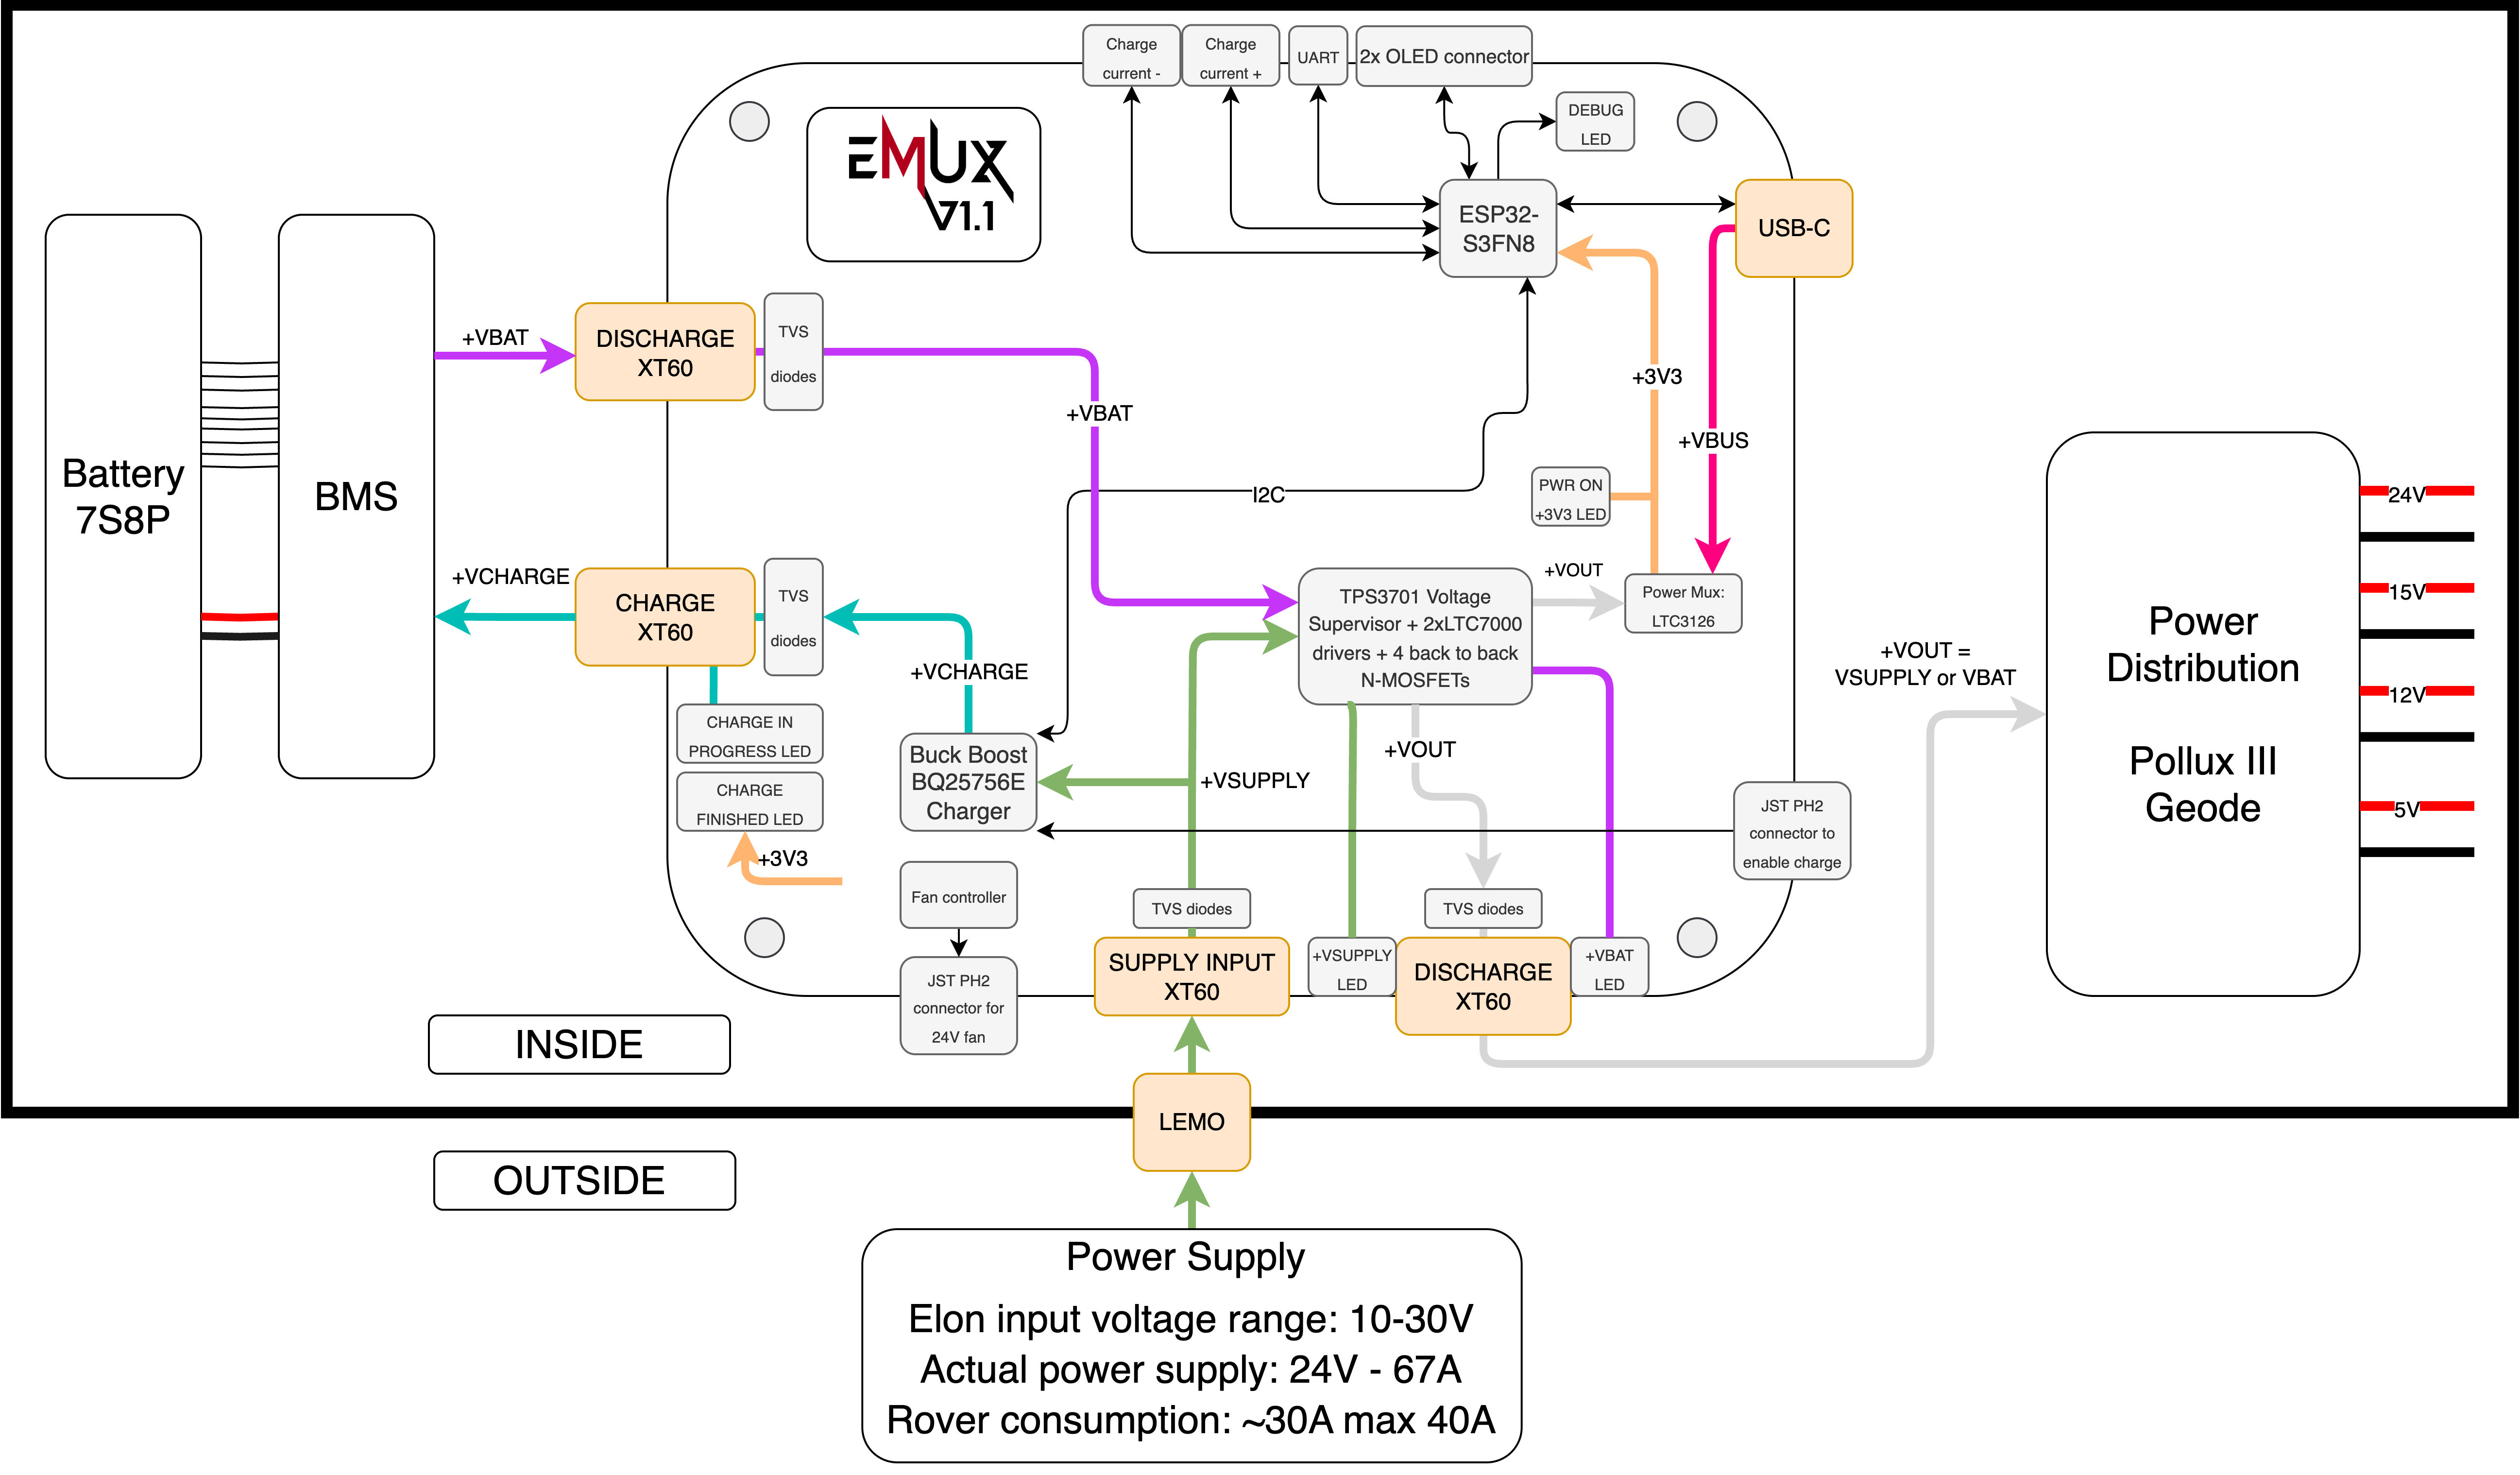 Charge
current -
Charge
current +
UART
2x OLED connector
DEBUG
LED
EMUX
V1.1
ESP32-
S3FN8
USB-C
Battery
7S8P
BMS
+VBAT
DISCHARGE
XT60
TVS
diodes
+VBAT
+3V3
+VBUS
I2C
PWR ON
+3V3 LED
+VCHARGE
CHARGE
XT60
TVS
diodes
+VCHARGE
CHARGE IN
PROGRESS LED
CHARGE
FINISHED LED
+3V3
Buck Boost
BQ25756E
Charger
+VSUPPLY
TPS3701 Voltage
Supervisor + 2xLTC7000
drivers + 4 back to back
N-MOSFETs
+VOUT
Power Mux:
LTC3126
+VOUT
+VOUT =
VSUPPLY or VBAT
Power
Distribution
Pollux III
Geode
24V
15V
12V
5V
JST PH2
connector to
enable charge
Fan controller
JST PH2
connector for
24V fan
TVS diodes
SUPPLY INPUT
XT60
+VSUPPLY
LED
TVS diodes
DISCHARGE
XT60
+VBAT
LED
INSIDE
LEMO
OUTSIDE
Power Supply
Elon input voltage range: 10-30V
Actual power supply: 24V - 67A
Rover consumption: ~30A max 40A